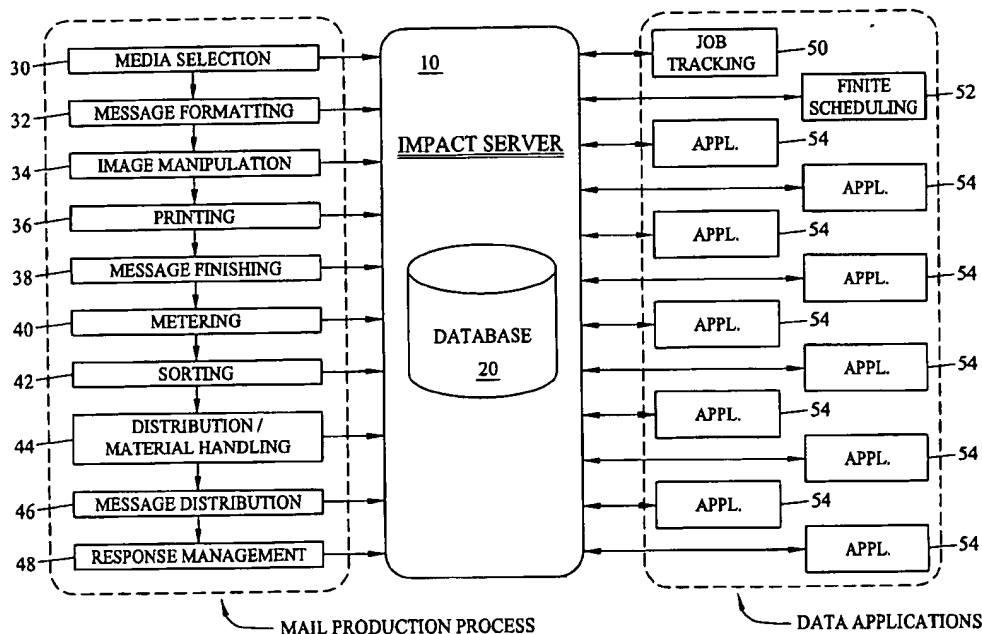 30 MEDIA SELECTION
32 MESSAGE FORMATTING
34 IMAGE MANIPULATION
36 PRINTING
38 MESSAGE FINISHING
40 METERING
42 SORTING
44 DISTRIBUTION /
MATERIAL HANDLING
46 MESSAGE DISTRIBUTION
48 RESPONSE MANAGEMENT
MAIL PRODUCTION PROCESS
10
IMPACT SERVER
DATABASE
20
JOB
TRACKING
50
FINITE
SCHEDULING
52
APPL. 54
APPL. 54
APPL. 54
APPL. 54
APPL. 54
APPL. 54
APPL. 54
APPL. 54
APPL. 54
APPL. 54
DATA APPLICATIONS